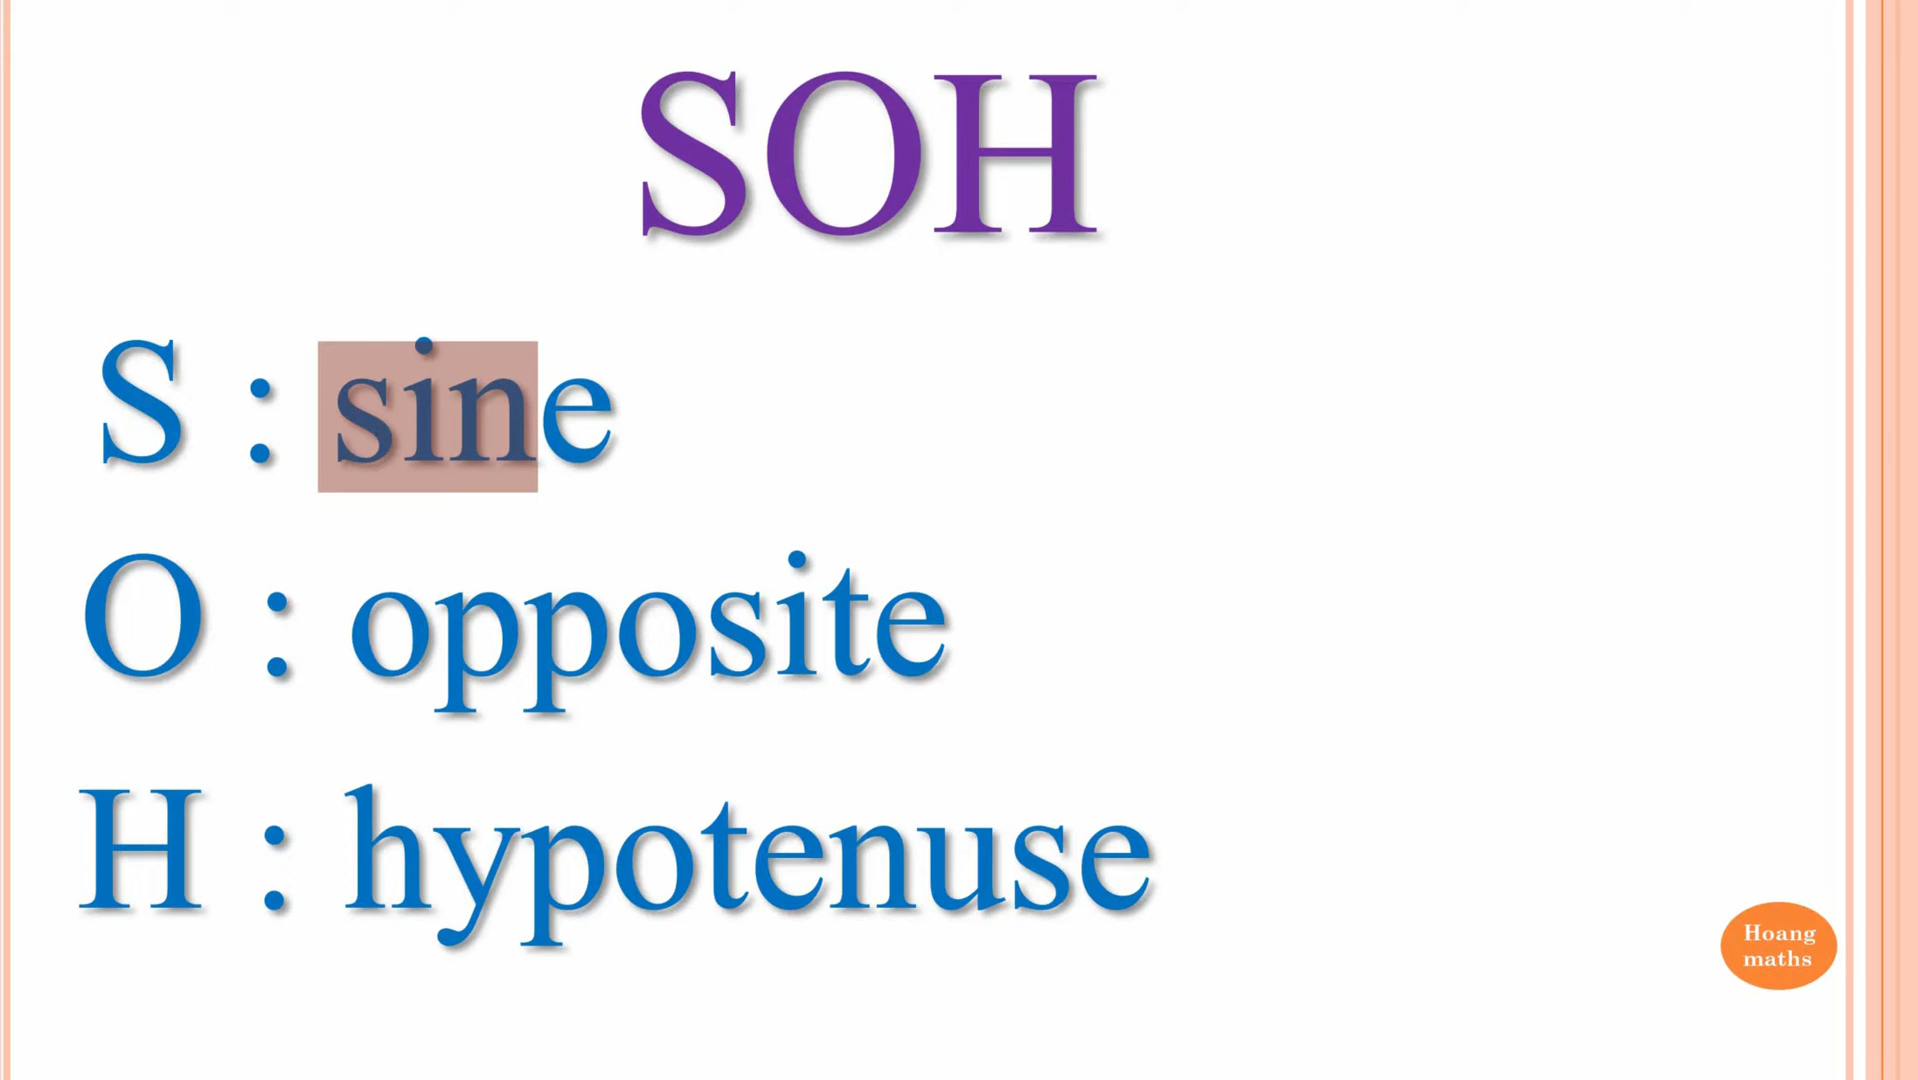 SOH
S : sine
O : opposite
H : hypotenuse
Hoang
maths